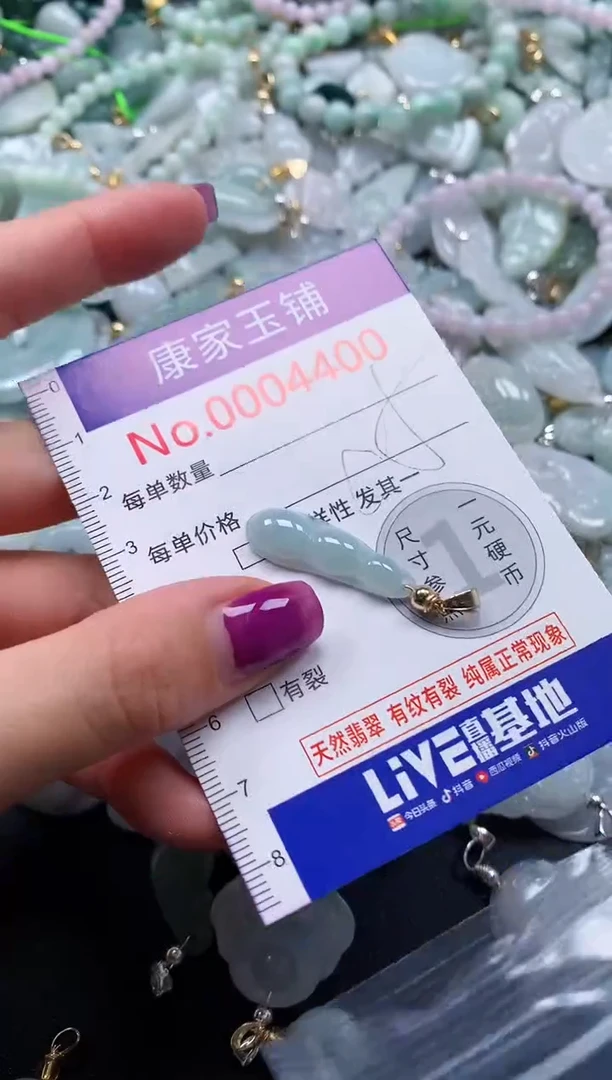 康家玉铺
No.0004400
0
1
2
3
6
7
8
每单数量
每单价格
样性 发其一
一元硬币
尺寸参
1
有裂
天然翡翠 有纹有裂 纯属正常现象
LiVE直播基地
今日头条 抖音 西瓜视频 抖音火山版